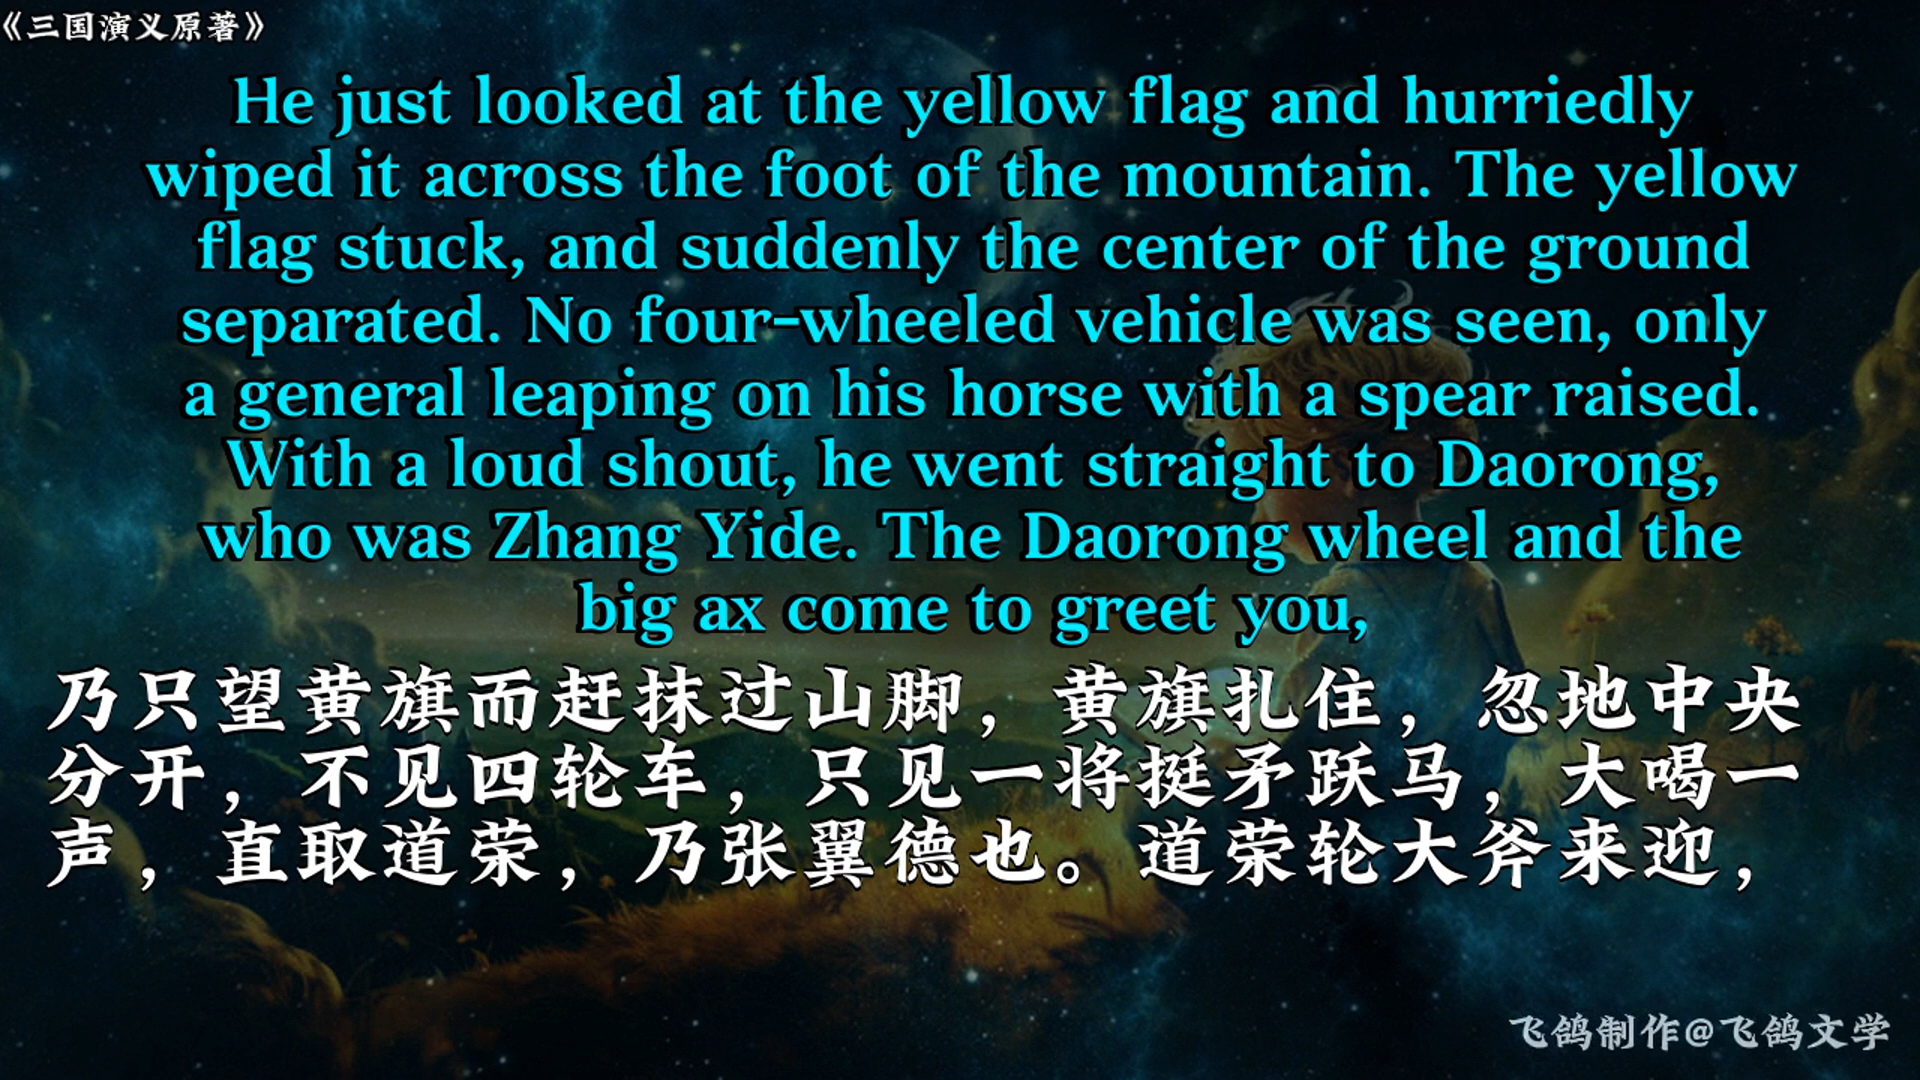 《三国演义原著》
He just looked at the yellow flag and hurriedly
wiped it across the foot of the mountain. The yellow
flag stuck, and suddenly the center of the ground
separated. No four-wheeled vehicle was seen, only
a general leaping on his horse with a spear raised.
With a loud shout, he went straight to Daorong,
who was Zhang Yide. The Daorong wheel and the
big ax come to greet you,
乃只望黄旗而赶抹过山脚，黄旗扎住，忽地中央
分开，不见四轮车，只见一将挺矛跃马，大喝一
声，直取道荣，乃张翼德也。道荣轮大斧来迎，
飞鸽制作@飞鸽文学